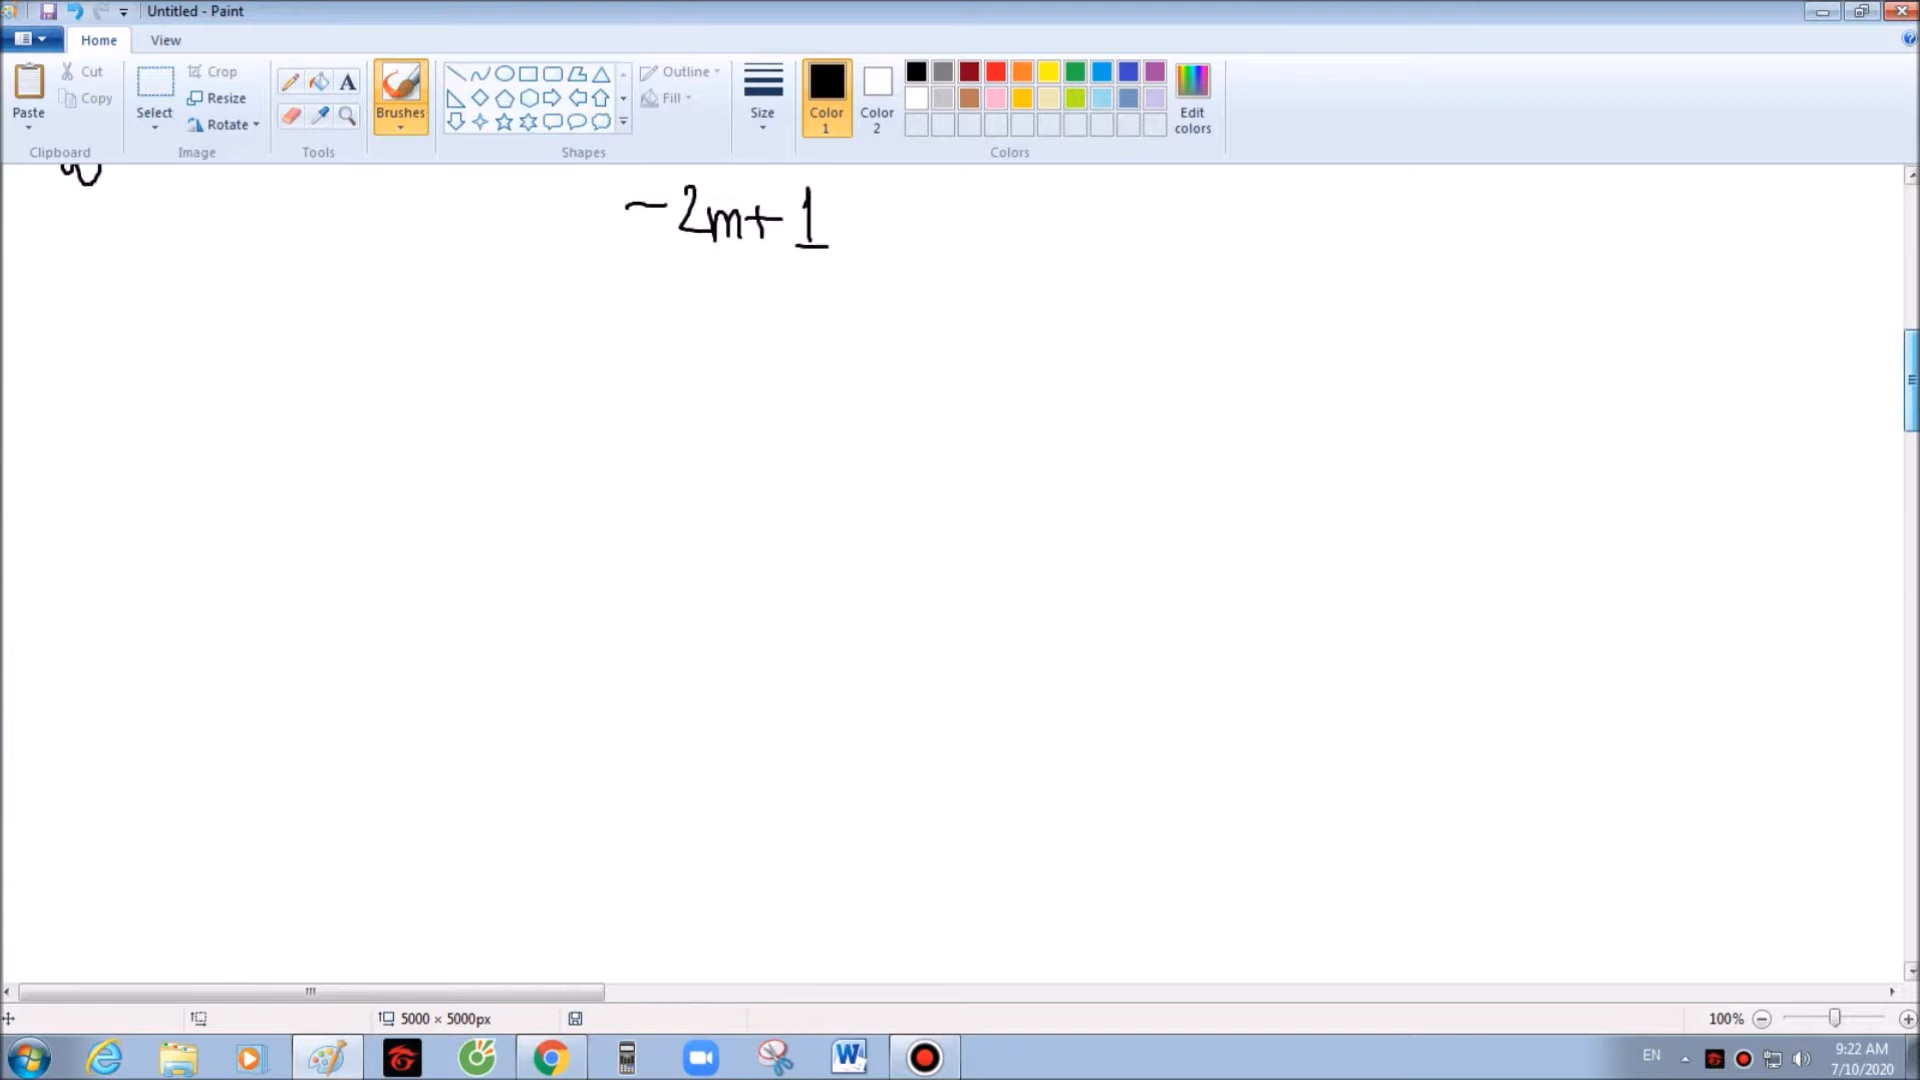 Untitled - Paint
Home View
Paste
Cut
Copy
Clipboard
Select
Crop
Resize
Rotate
Image
Tools
Brushes
Shapes
Outline
Fill
Size
Color 1
Color 2
Edit colors
Colors
-2m+1
5000 × 5000px
100%
EN
9:22 AM
7/10/2020